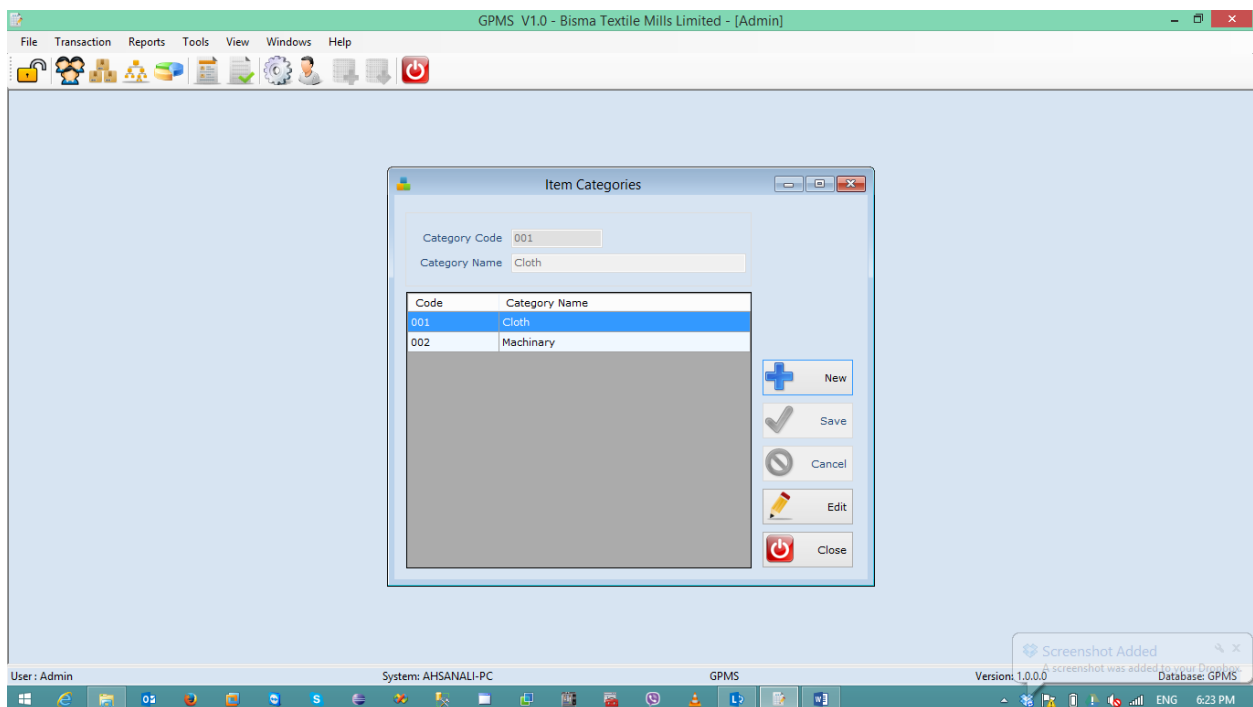 GPMS V1.0 - Bisma Textile Mills Limited - [Admin]
File Transaction Reports Tools View Windows Help
Item Categories
Category Code 001
Category Name Cloth
Code Category Name
001 Cloth
002 Machinary
New
Save
Cancel
Edit
Close
Screenshot Added
A screenshot was added to your Dropbox.
User : Admin System: AHSANALI-PC GPMS Version: 1.0.0.0 Database: GPMS
ENG 6:23 PM